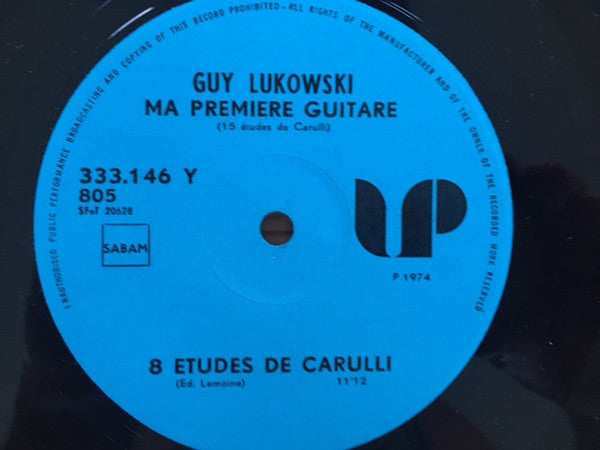 UNAUTHORISED PUBLIC PERFORMANCE BROADCASTING AND COPYING OF THIS RECORD PROHIBITED-ALL RIGHTS OF THE MANUFACTURER AND OF THE OWNER OF THE RECORDED WORK RESERVED
GUY LUKOWSKI
MA PREMIERE GUITARE
(15 études de Carulli)
333.146 Y
805
SFoT 20628
SABAM
UP
P 1974
8 ETUDES DE CARULLI
(Ed. Lemoine) 11'12